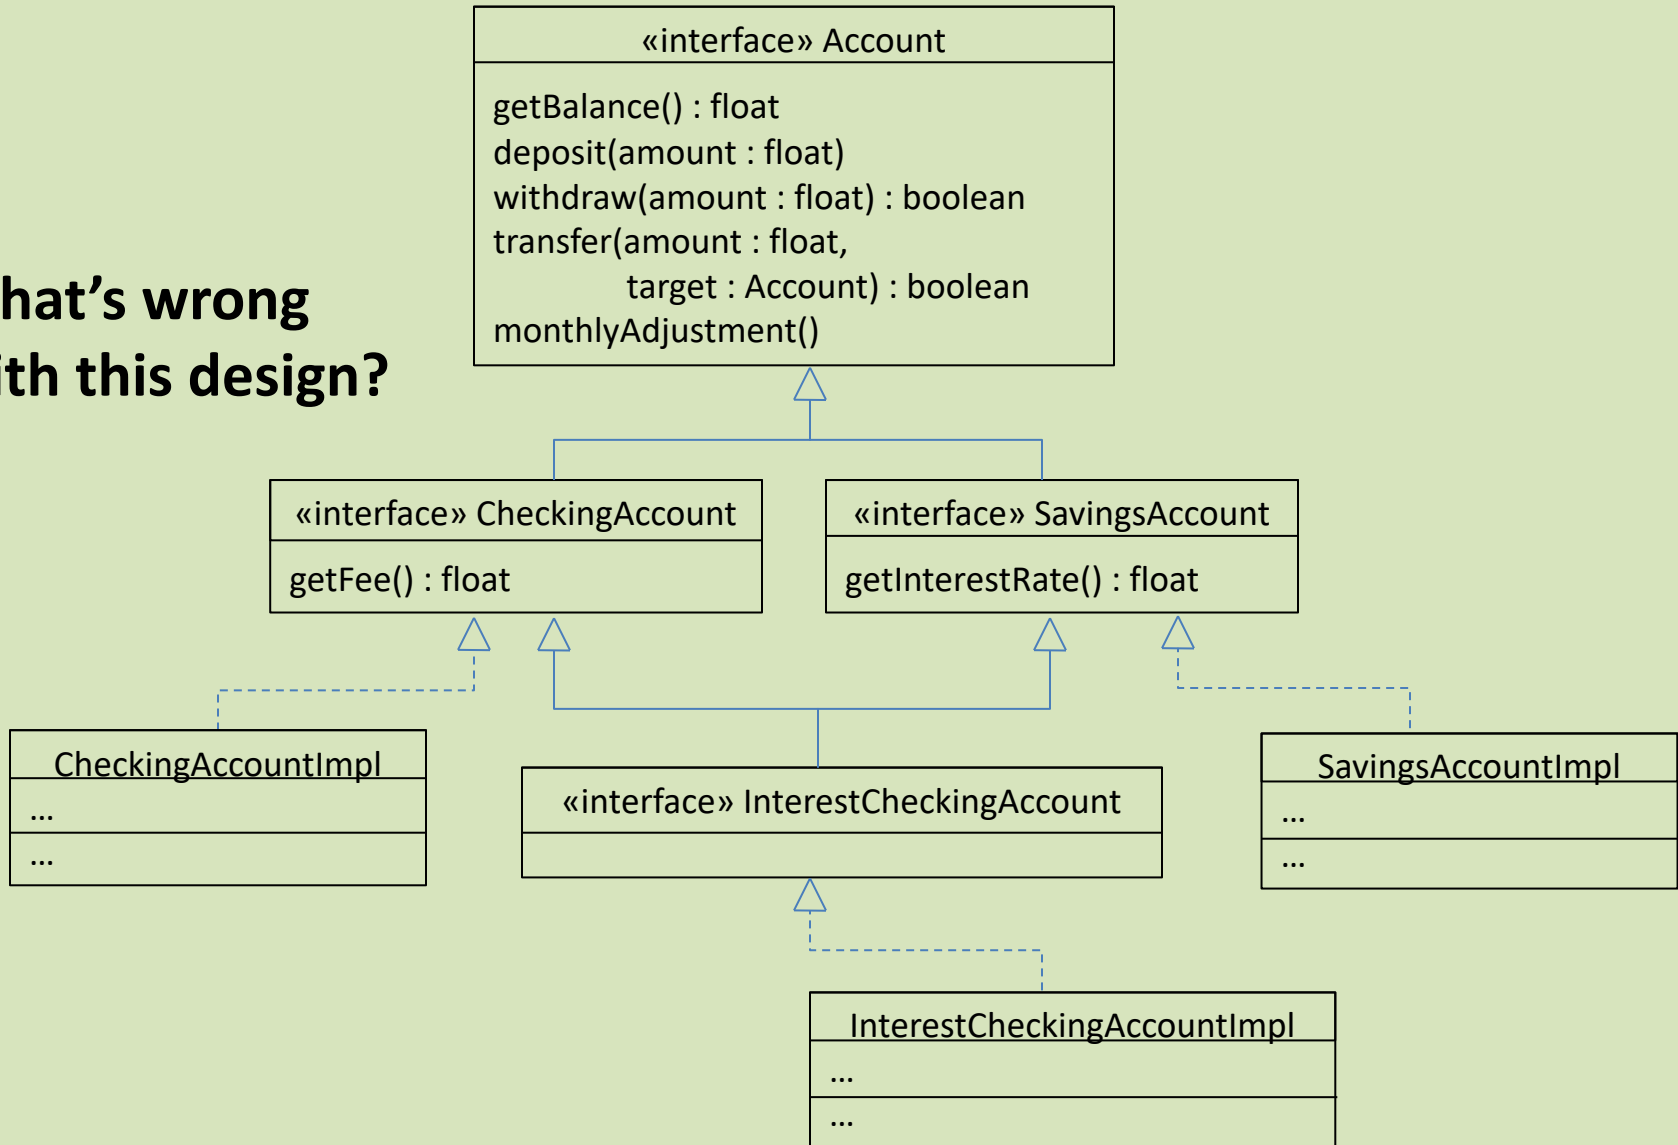 «interface» Account
getBalance() : float
deposit(amount : float)
withdraw(amount : float) : boolean
transfer(amount : float,
target : Account) : boolean
monthlyAdjustment()
hat’s wrong
ith this design?
«interface» CheckingAccount
getFee() : float
«interface» SavingsAccount
getInterestRate() : float
CheckingAccountImpl
...
...
«interface» InterestCheckingAccount
SavingsAccountImpl
...
...
InterestCheckingAccountImpl
...
...